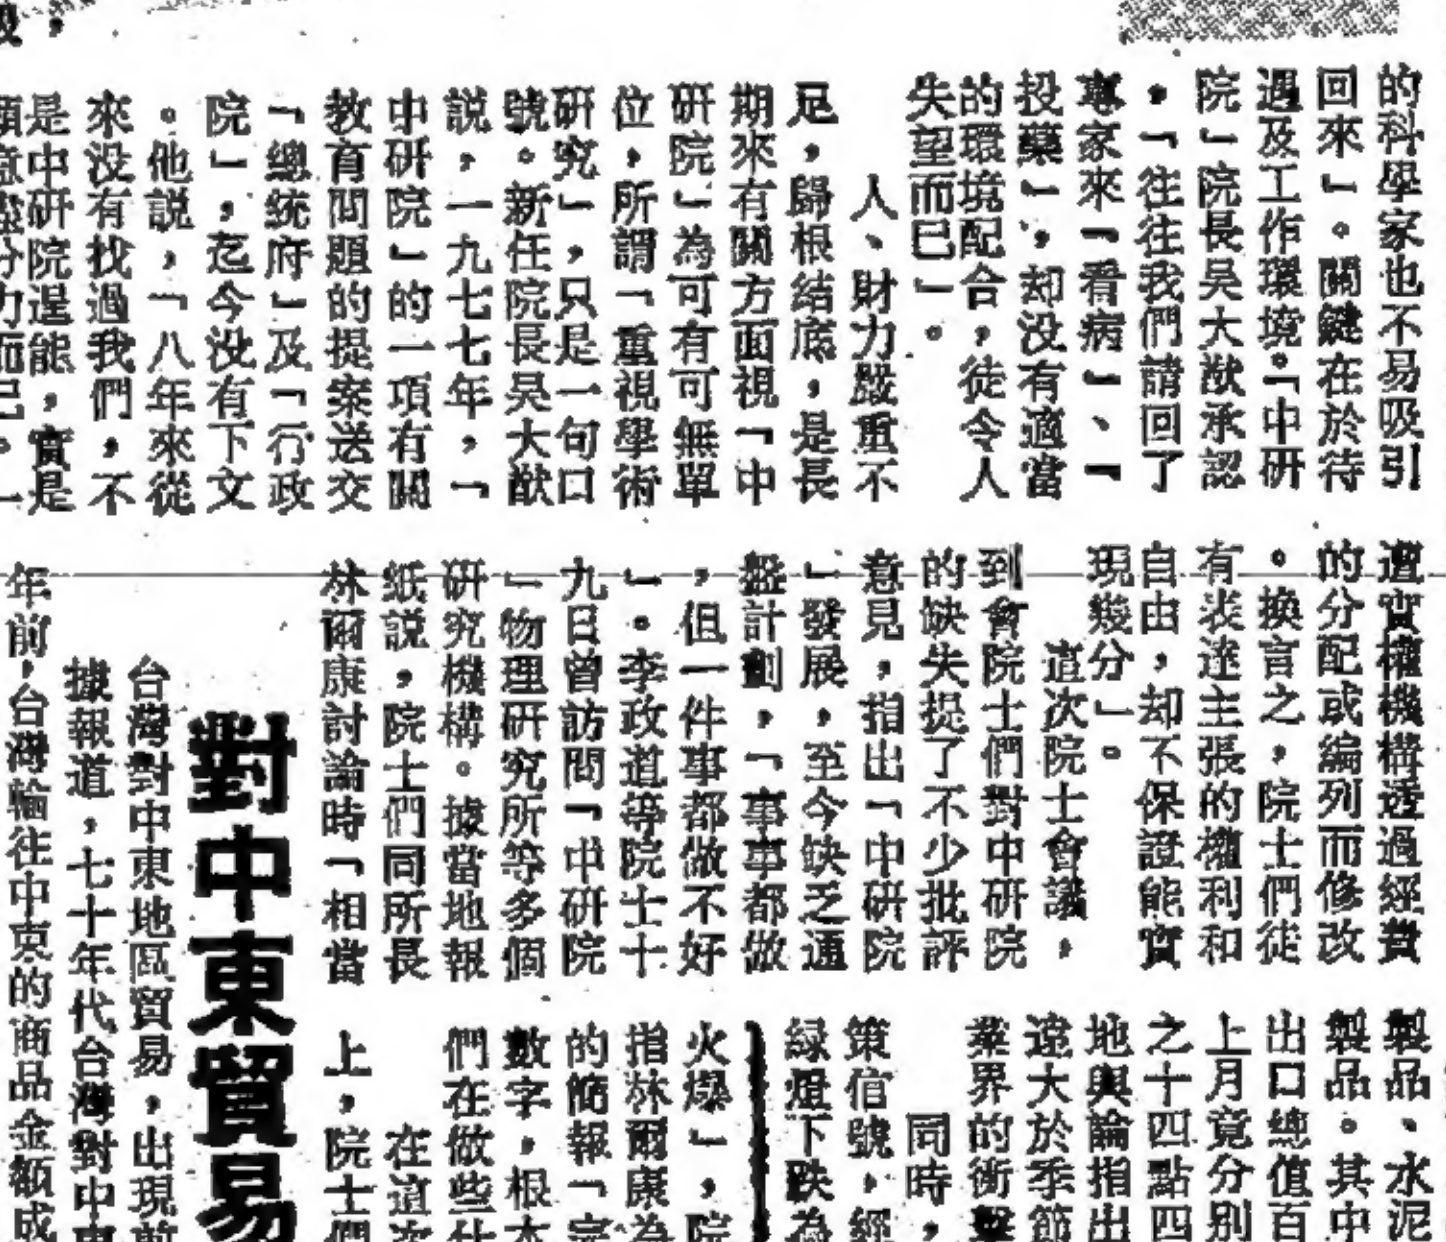 的科學家也不易吸引
回來」。關鍵在於待
遇及工作環境。「中研
院」院長吳大猷承認
,「往往我們請回了
專家來「看病」、「
投藥」,却没有適當
的環境配合,徒令人
失望而已」。
人、財力嚴重不
足,歸根結底,是長
期來有關方面視「中
研院」為可有可無單
位,所謂「重視學術
研究」,只是一句口
號。新任院長吳大猷
説,一九七七年,「
中研院」的一項有關
教育問題的提案送交
「總统府」及「行政
院」,迄今没有下文
。他説,「八年來從
來没有找過我們,不
是中研院逞能,實是
遭實權機構透過經費
的分配或編列而修改
。換言之,院士們徒
有表達主張的權利和
自由,却不保證能實
現幾分」。
這次院士會議,
到會院士們對中研院
的缺失提了不少批評
意見,指出「中研院
」發展,至今缺乏通
盤計劃,「事事都做
,但一件事都做不好
」。李政道等院士十
九日曾訪問「中研院
」物理研究所等多個
研究機構。據當地報
紙説,院士們同所長
林爾康討論時「相當
製品、水泥
製品。其中
出口總值百
上月竟分別
之十四點四
地輿論指出
遠大於季節
業界的衝擊
同時,
策信號,經
緑燈下跌為
火爆」,院
指林爾康為
的簡報「完
數字,根本
們在做些什
在這次
上,院士們
對中東貿易
台灣對中東地區貿易,出現前
據報道,七十年代台灣對中東
年前,台灣輸往中東的商品金額成